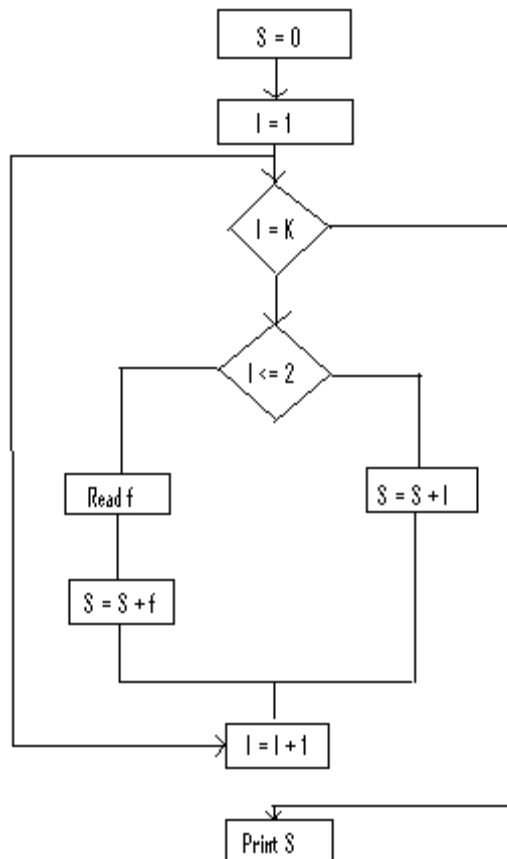 S = 0
I = 1
I = K
I <= 2
Read f
S = S + I
S = S + f
I = I + 1
Print S